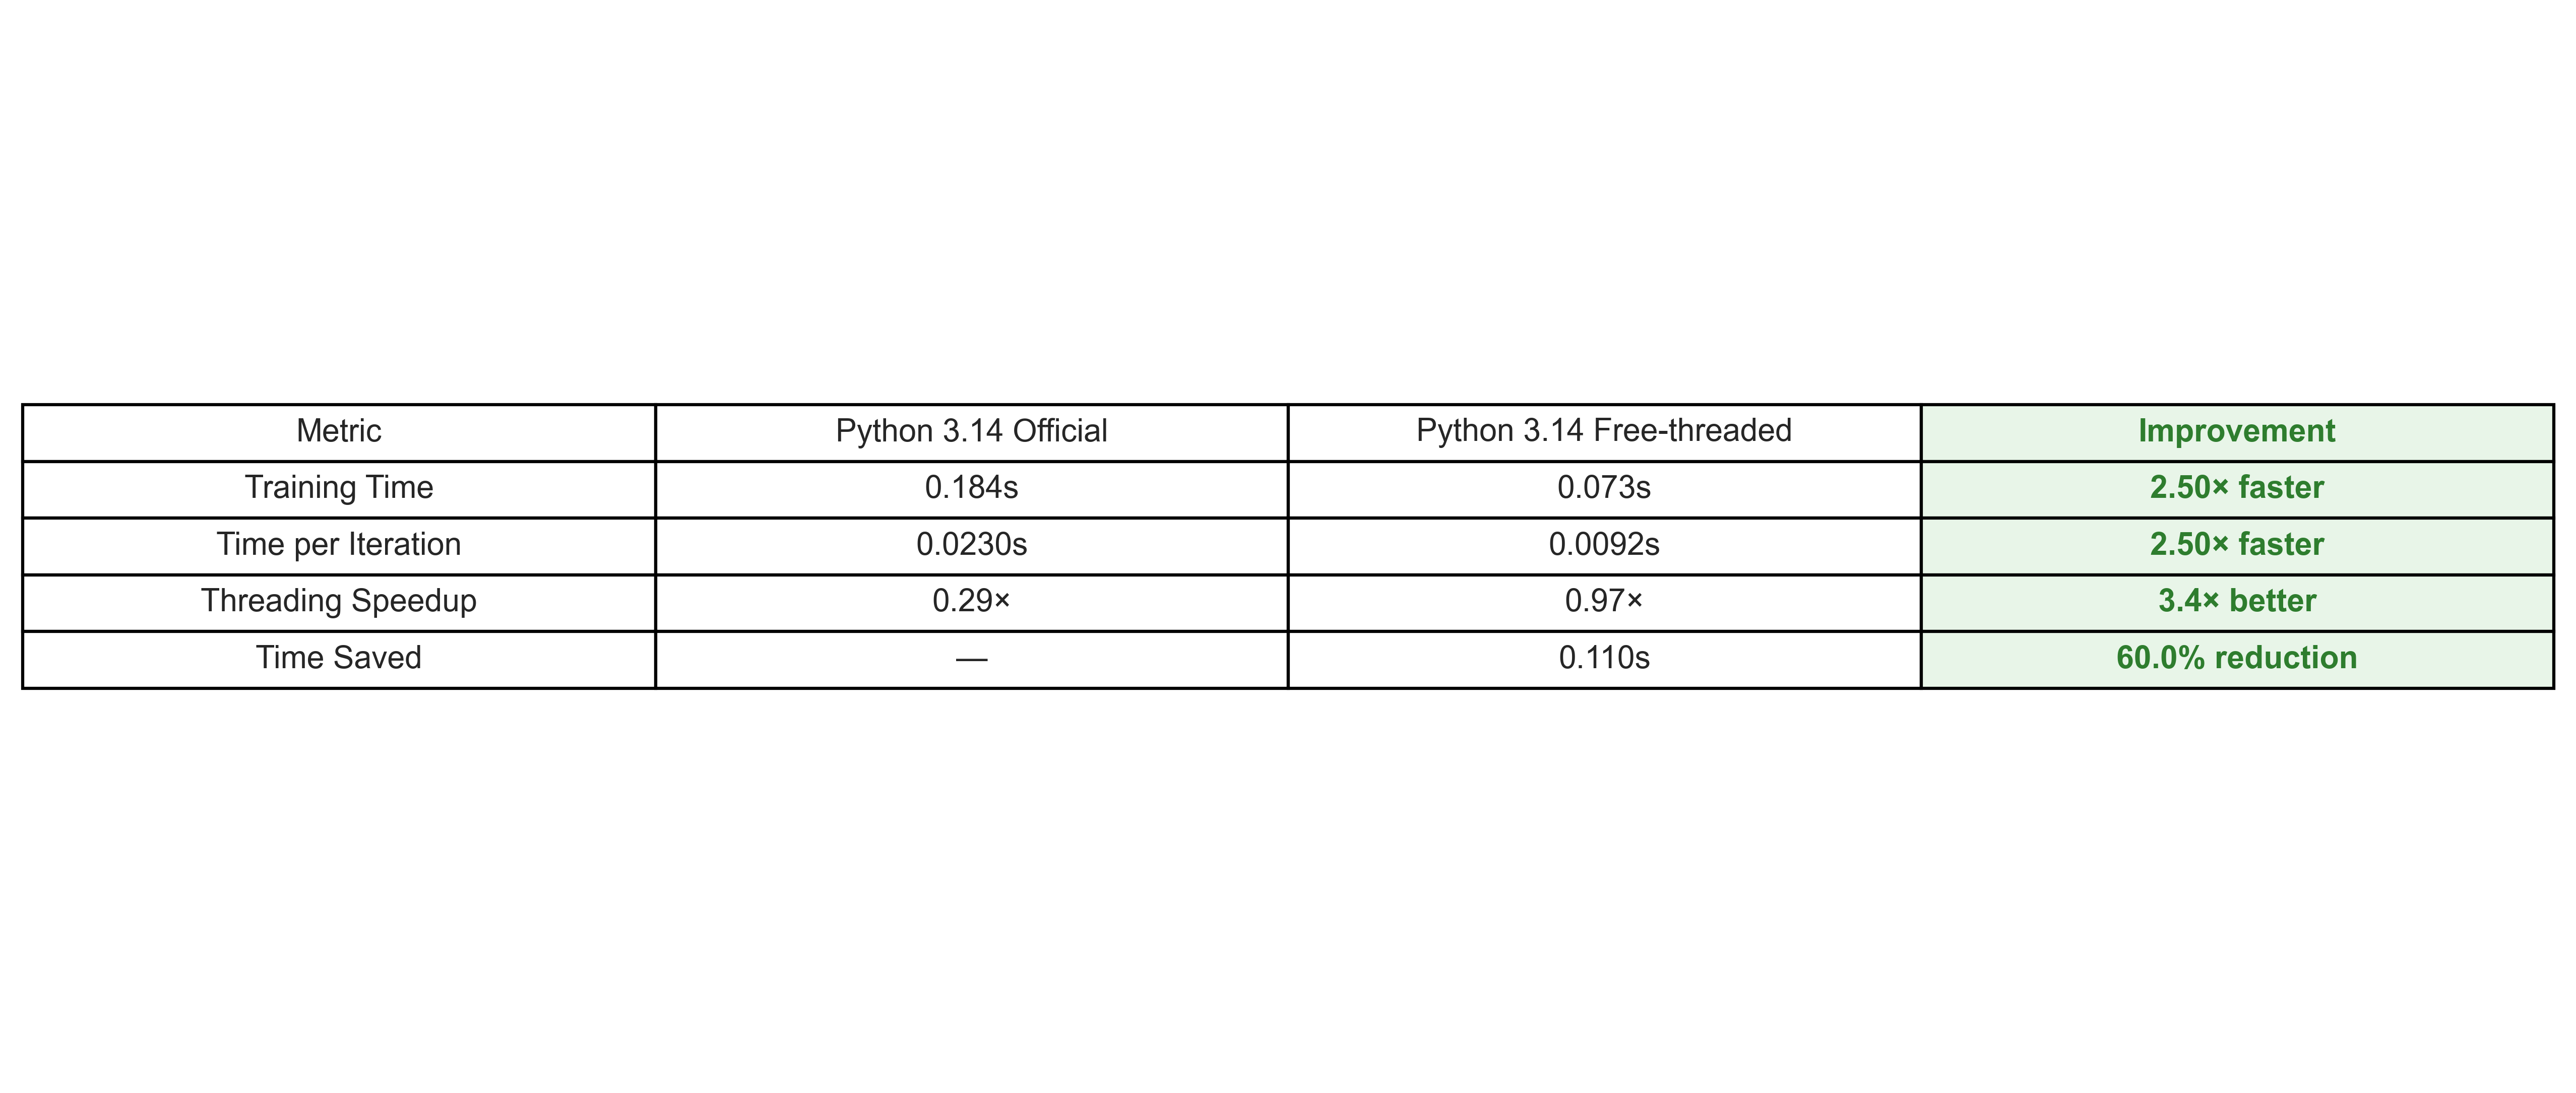 Metric Python 3.14 Official Python 3.14 Free-threaded Improvement
Training Time 0.184s 0.073s 2.50× faster
Time per Iteration 0.0230s 0.0092s 2.50× faster
Threading Speedup 0.29× 0.97× 3.4× better
Time Saved — 0.110s 60.0% reduction